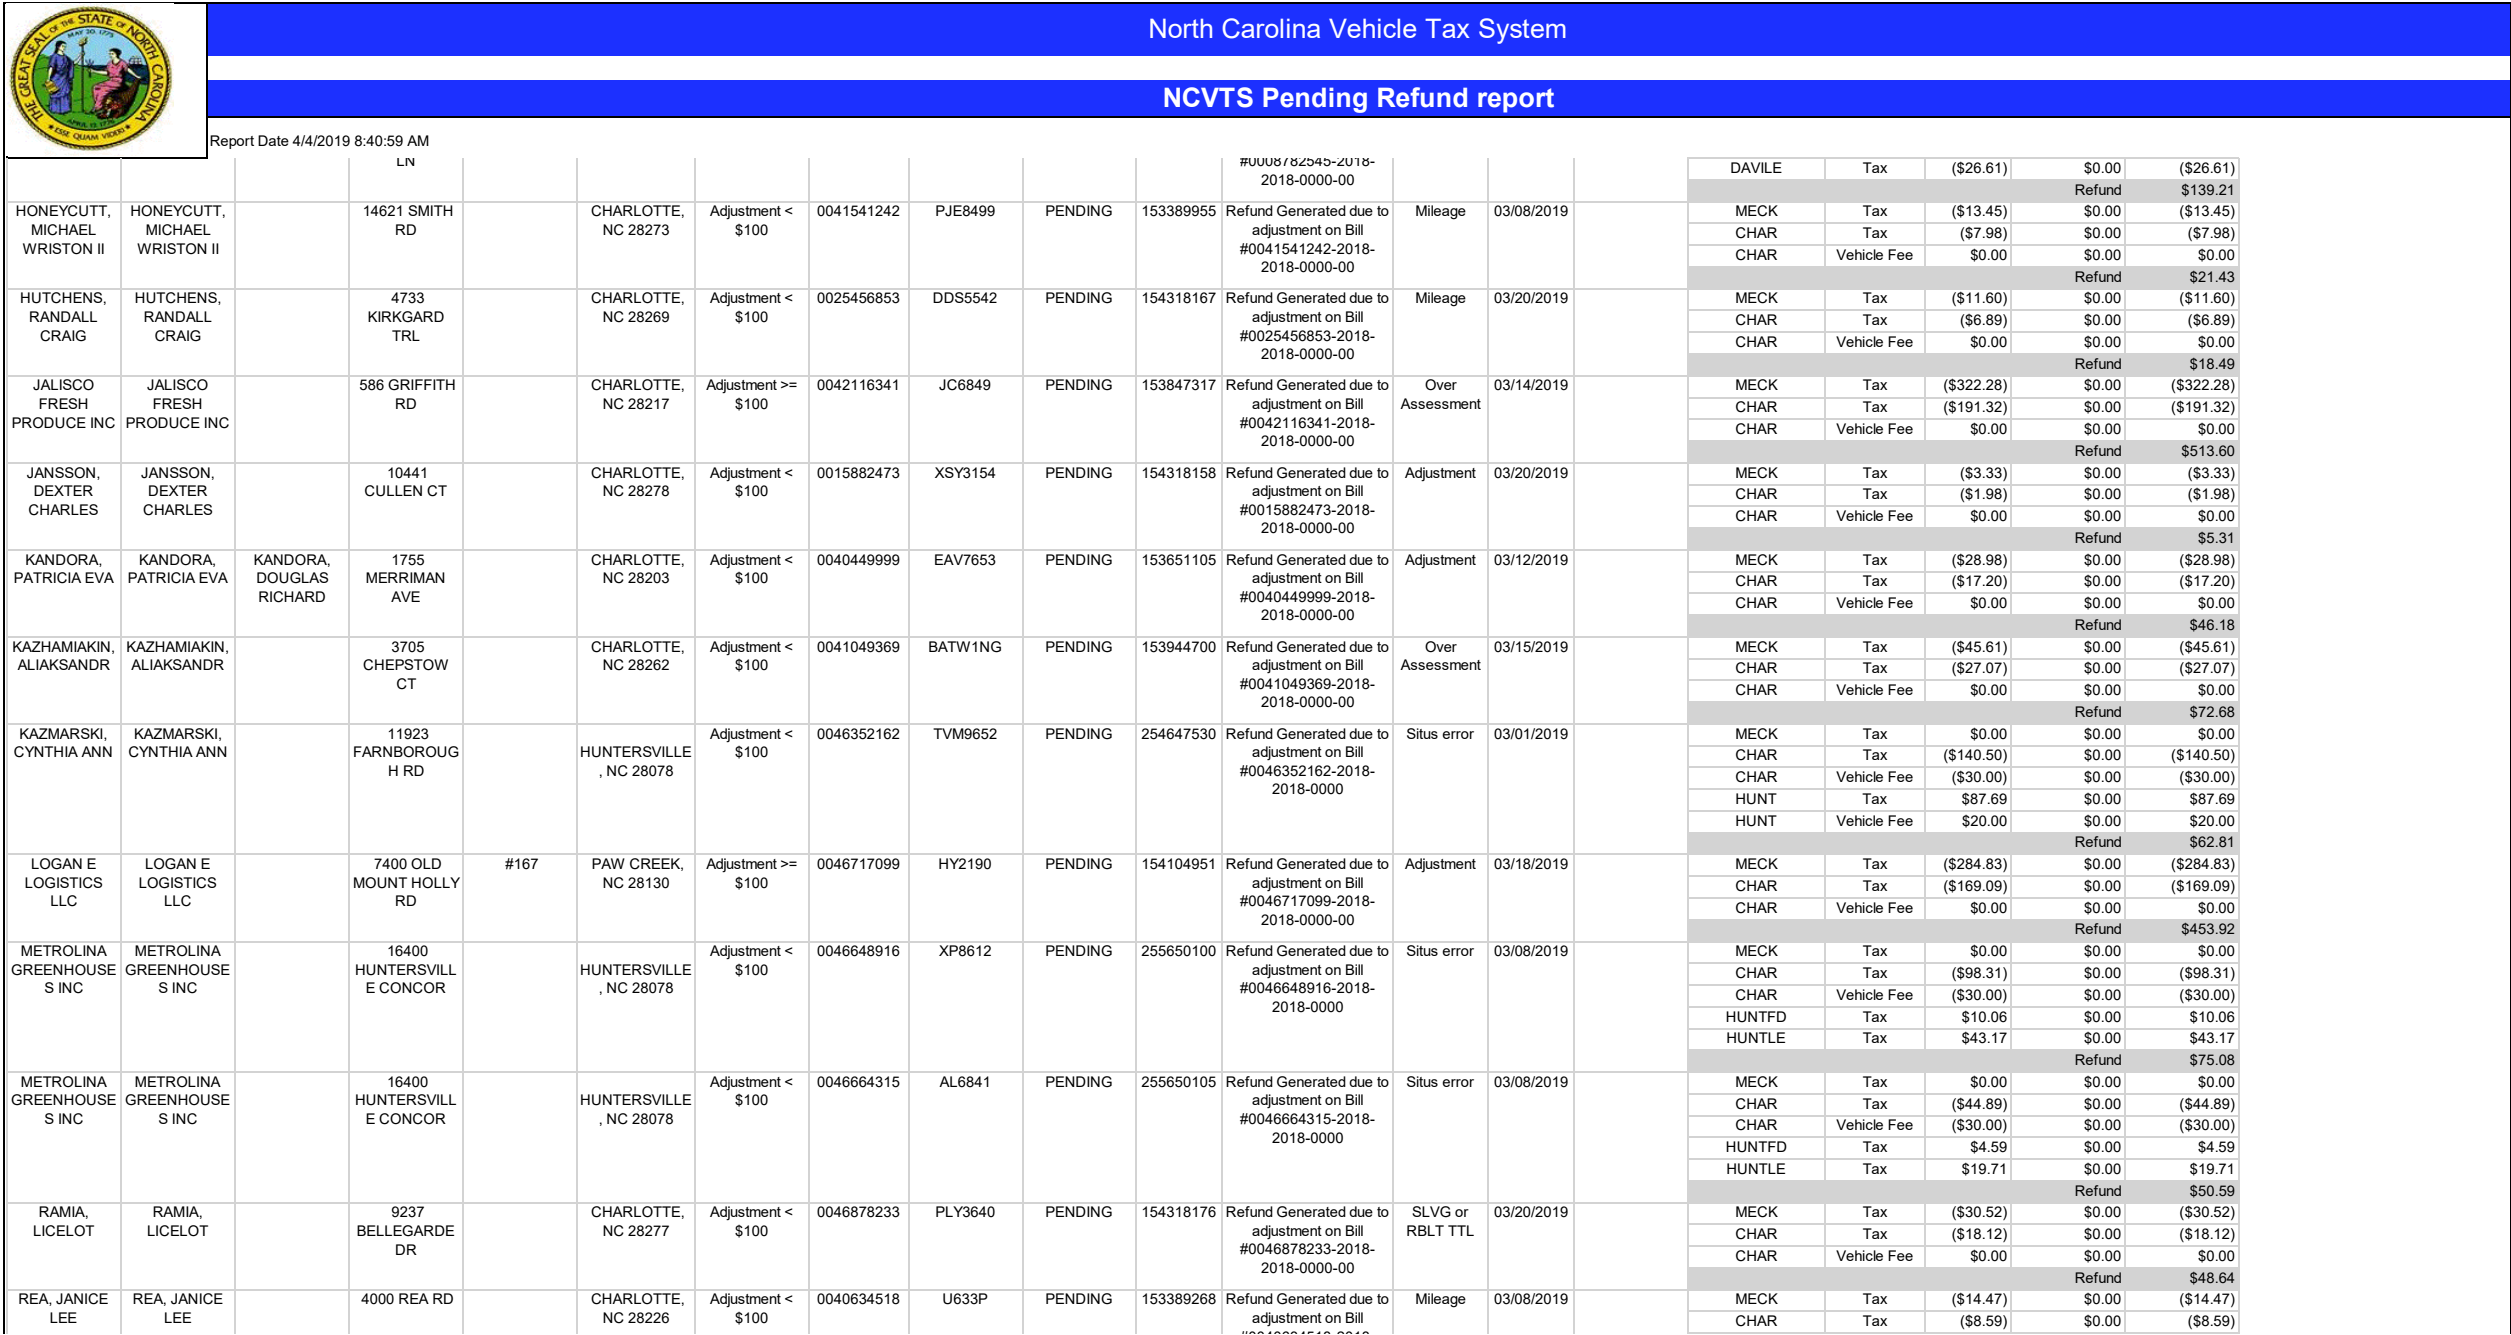 THE GREAT SEAL OF THE STATE OF NORTH CAROLINA
MAY 20, 1775
APRIL 12, 1776
ESSE QUAM VIDERI
North Carolina Vehicle Tax System
NCVTS Pending Refund report
Report Date 4/4/2019 8:40:59 AM
LN #0008782545-2018- DAVILE Tax ($26.61) $0.00 ($26.61)
2018-0000-00 Refund $139.21
HONEYCUTT, HONEYCUTT, 14621 SMITH CHARLOTTE, Adjustment < 0041541242 PJE8499 PENDING 153389955 Refund Generated due to Mileage 03/08/2019 MECK Tax ($13.45) $0.00 ($13.45)
MICHAEL MICHAEL RD NC 28273 $100 adjustment on Bill CHAR Tax ($7.98) $0.00 ($7.98)
WRISTON II WRISTON II #0041541242-2018- CHAR Vehicle Fee $0.00 $0.00 $0.00
2018-0000-00 Refund $21.43
HUTCHENS, HUTCHENS, 4733 CHARLOTTE, Adjustment < 0025456853 DDS5542 PENDING 154318167 Refund Generated due to Mileage 03/20/2019 MECK Tax ($11.60) $0.00 ($11.60)
RANDALL RANDALL KIRKGARD NC 28269 $100 adjustment on Bill CHAR Tax ($6.89) $0.00 ($6.89)
CRAIG CRAIG TRL #0025456853-2018- CHAR Vehicle Fee $0.00 $0.00 $0.00
2018-0000-00 Refund $18.49
JALISCO JALISCO 586 GRIFFITH CHARLOTTE, Adjustment >= 0042116341 JC6849 PENDING 153847317 Refund Generated due to Over 03/14/2019 MECK Tax ($322.28) $0.00 ($322.28)
FRESH FRESH RD NC 28217 $100 adjustment on Bill Assessment CHAR Tax ($191.32) $0.00 ($191.32)
PRODUCE INC PRODUCE INC #0042116341-2018- CHAR Vehicle Fee $0.00 $0.00 $0.00
2018-0000-00 Refund $513.60
JANSSON, JANSSON, 10441 CHARLOTTE, Adjustment < 0015882473 XSY3154 PENDING 154318158 Refund Generated due to Adjustment 03/20/2019 MECK Tax ($3.33) $0.00 ($3.33)
DEXTER DEXTER CULLEN CT NC 28278 $100 adjustment on Bill CHAR Tax ($1.98) $0.00 ($1.98)
CHARLES CHARLES #0015882473-2018- CHAR Vehicle Fee $0.00 $0.00 $0.00
2018-0000-00 Refund $5.31
KANDORA, KANDORA, KANDORA, 1755 CHARLOTTE, Adjustment < 0040449999 EAV7653 PENDING 153651105 Refund Generated due to Adjustment 03/12/2019 MECK Tax ($28.98) $0.00 ($28.98)
PATRICIA EVA PATRICIA EVA DOUGLAS MERRIMAN NC 28203 $100 adjustment on Bill CHAR Tax ($17.20) $0.00 ($17.20)
RICHARD AVE #0040449999-2018- CHAR Vehicle Fee $0.00 $0.00 $0.00
2018-0000-00 Refund $46.18
KAZHAMIAKIN, KAZHAMIAKIN, 3705 CHARLOTTE, Adjustment < 0041049369 BATW1NG PENDING 153944700 Refund Generated due to Over 03/15/2019 MECK Tax ($45.61) $0.00 ($45.61)
ALIAKSANDR ALIAKSANDR CHEPSTOW NC 28262 $100 adjustment on Bill Assessment CHAR Tax ($27.07) $0.00 ($27.07)
CT #0041049369-2018- CHAR Vehicle Fee $0.00 $0.00 $0.00
2018-0000-00 Refund $72.68
KAZMARSKI, KAZMARSKI, 11923 Adjustment < 0046352162 TVM9652 PENDING 254647530 Refund Generated due to Situs error 03/01/2019 MECK Tax $0.00 $0.00 $0.00
CYNTHIA ANN CYNTHIA ANN FARNBOROUG HUNTERSVILLE $100 adjustment on Bill CHAR Tax ($140.50) $0.00 ($140.50)
H RD , NC 28078 #0046352162-2018- CHAR Vehicle Fee ($30.00) $0.00 ($30.00)
2018-0000 HUNT Tax $87.69 $0.00 $87.69
HUNT Vehicle Fee $20.00 $0.00 $20.00
Refund $62.81
LOGAN E LOGAN E 7400 OLD #167 PAW CREEK, Adjustment >= 0046717099 HY2190 PENDING 154104951 Refund Generated due to Adjustment 03/18/2019 MECK Tax ($284.83) $0.00 ($284.83)
LOGISTICS LOGISTICS MOUNT HOLLY NC 28130 $100 adjustment on Bill CHAR Tax ($169.09) $0.00 ($169.09)
LLC LLC RD #0046717099-2018- CHAR Vehicle Fee $0.00 $0.00 $0.00
2018-0000-00 Refund $453.92
METROLINA METROLINA 16400 Adjustment < 0046648916 XP8612 PENDING 255650100 Refund Generated due to Situs error 03/08/2019 MECK Tax $0.00 $0.00 $0.00
GREENHOUSE GREENHOUSE HUNTERSVILL HUNTERSVILLE $100 adjustment on Bill CHAR Tax ($98.31) $0.00 ($98.31)
S INC S INC E CONCOR , NC 28078 #0046648916-2018- CHAR Vehicle Fee ($30.00) $0.00 ($30.00)
2018-0000 HUNTFD Tax $10.06 $0.00 $10.06
HUNTLE Tax $43.17 $0.00 $43.17
Refund $75.08
METROLINA METROLINA 16400 Adjustment < 0046664315 AL6841 PENDING 255650105 Refund Generated due to Situs error 03/08/2019 MECK Tax $0.00 $0.00 $0.00
GREENHOUSE GREENHOUSE HUNTERSVILL HUNTERSVILLE $100 adjustment on Bill CHAR Tax ($44.89) $0.00 ($44.89)
S INC S INC E CONCOR , NC 28078 #0046664315-2018- CHAR Vehicle Fee ($30.00) $0.00 ($30.00)
2018-0000 HUNTFD Tax $4.59 $0.00 $4.59
HUNTLE Tax $19.71 $0.00 $19.71
Refund $50.59
RAMIA, RAMIA, 9237 CHARLOTTE, Adjustment < 0046878233 PLY3640 PENDING 154318176 Refund Generated due to SLVG or 03/20/2019 MECK Tax ($30.52) $0.00 ($30.52)
LICELOT LICELOT BELLEGARDE NC 28277 $100 adjustment on Bill RBLT TTL CHAR Tax ($18.12) $0.00 ($18.12)
DR #0046878233-2018- CHAR Vehicle Fee $0.00 $0.00 $0.00
2018-0000-00 Refund $48.64
REA, JANICE REA, JANICE 4000 REA RD CHARLOTTE, Adjustment < 0040634518 U633P PENDING 153389268 Refund Generated due to Mileage 03/08/2019 MECK Tax ($14.47) $0.00 ($14.47)
LEE LEE NC 28226 $100 adjustment on Bill CHAR Tax ($8.59) $0.00 ($8.59)